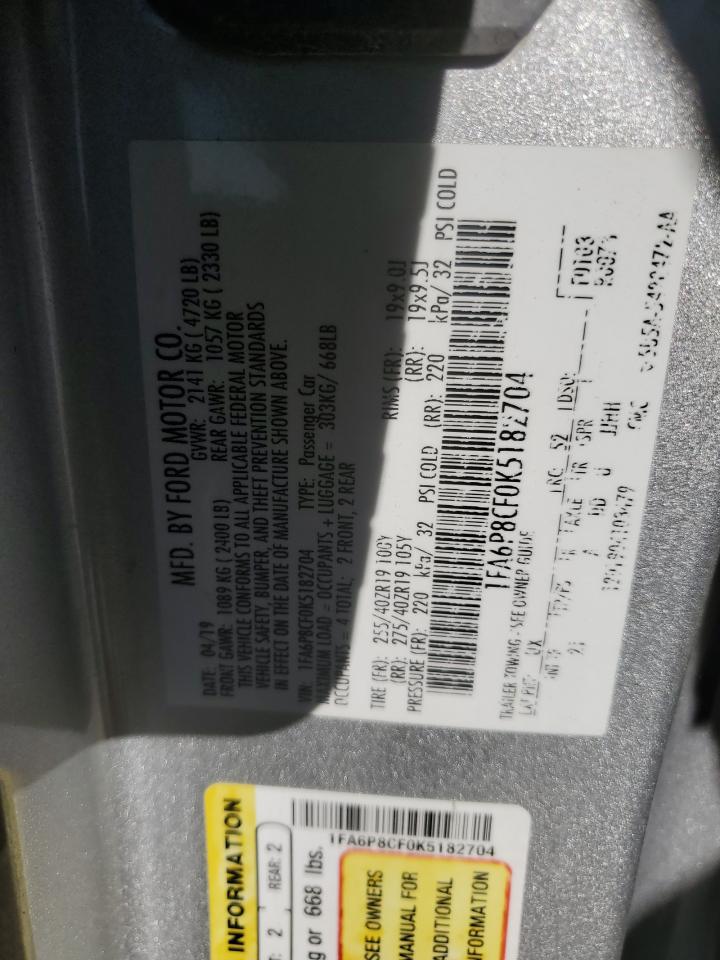 MFD. BY FORD MOTOR CO.
DATE: 04/19 GVWR: 2141 KG ( 4720 LB)
FRONT GAWR: 1089 KG ( 2400 LB) REAR GAWR: 1057 KG ( 2330 LB)
THIS VEHICLE CONFORMS TO ALL APPLICABLE FEDERAL MOTOR
VEHICLE SAFETY, BUMPER, AND THEFT PREVENTION STANDARDS
IN EFFECT ON THE DATE OF MANUFACTURE SHOWN ABOVE.
VIN: 1FA6P8CF0K5182704 TYPE: Passenger Car
MAXIMUM LOAD = OCCUPANTS + LUGGAGE = 303KG/ 668LB
OCCUPANTS = 4 TOTAL: 2 FRONT, 2 REAR
TIRE (FR): 255/40ZR19 100Y RIMS (FR): 19x9.0J
(RR): 275/40ZR19 105Y (RR): 19x9.5J
PRESSURE (FR): 220 kPa/ 32 PSI COLD (RR): 220 kPa/ 32 PSI COLD
1FA6P8CF0K5182704
TRAILER TOWING - SEE OWNER GUIDE
UX
INFORMATION
2 REAR: 2
or 668 lbs.
1FA6P8CF0K5182704
SEE OWNERS
MANUAL FOR
ADDITIONAL
INFORMATION